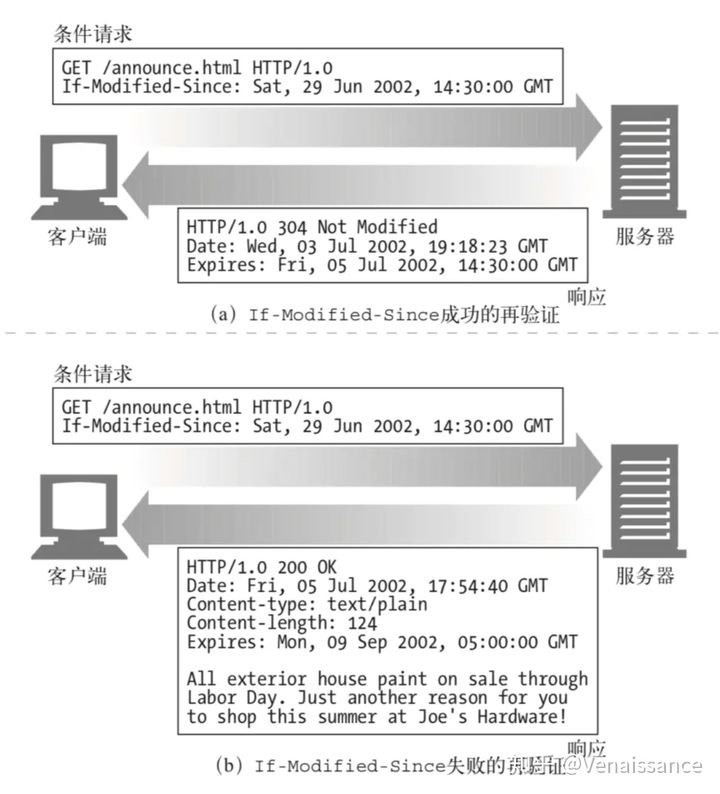 条件请求
GET /announce.html HTTP/1.0
If-Modified-Since: Sat, 29 Jun 2002, 14:30:00 GMT
客户端
服务器
HTTP/1.0 304 Not Modified
Date: Wed, 03 Jul 2002, 19:18:23 GMT
Expires: Fri, 05 Jul 2002, 14:30:00 GMT
响应
(a) If-Modified-Since成功的再验证
条件请求
GET /announce.html HTTP/1.0
If-Modified-Since: Sat, 29 Jun 2002, 14:30:00 GMT
客户端
服务器
HTTP/1.0 200 OK
Date: Fri, 05 Jul 2002, 17:54:40 GMT
Content-type: text/plain
Content-length: 124
Expires: Mon, 09 Sep 2002, 05:00:00 GMT
All exterior house paint on sale through
Labor Day. Just another reason for you
to shop this summer at Joe's Hardware!
响应
(b) If-Modified-Since失败的再验证
知乎 @Venaissance